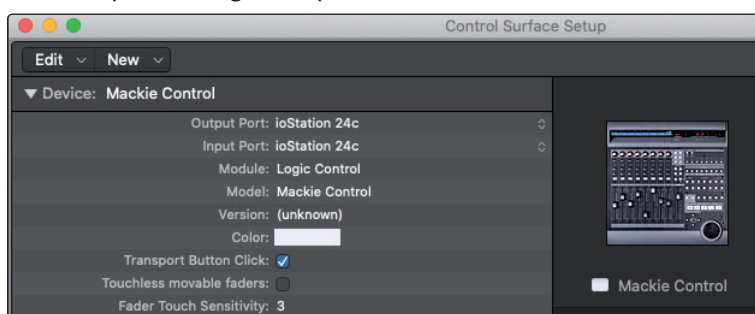 Control Surface Setup
Edit New
Device: Mackie Control
Output Port: ioStation 24c
Input Port: ioStation 24c
Module: Logic Control
Model: Mackie Control
Version: (unknown)
Color:
Transport Button Click:
Touchless movable faders:
Fader Touch Sensitivity: 3
Mackie Control